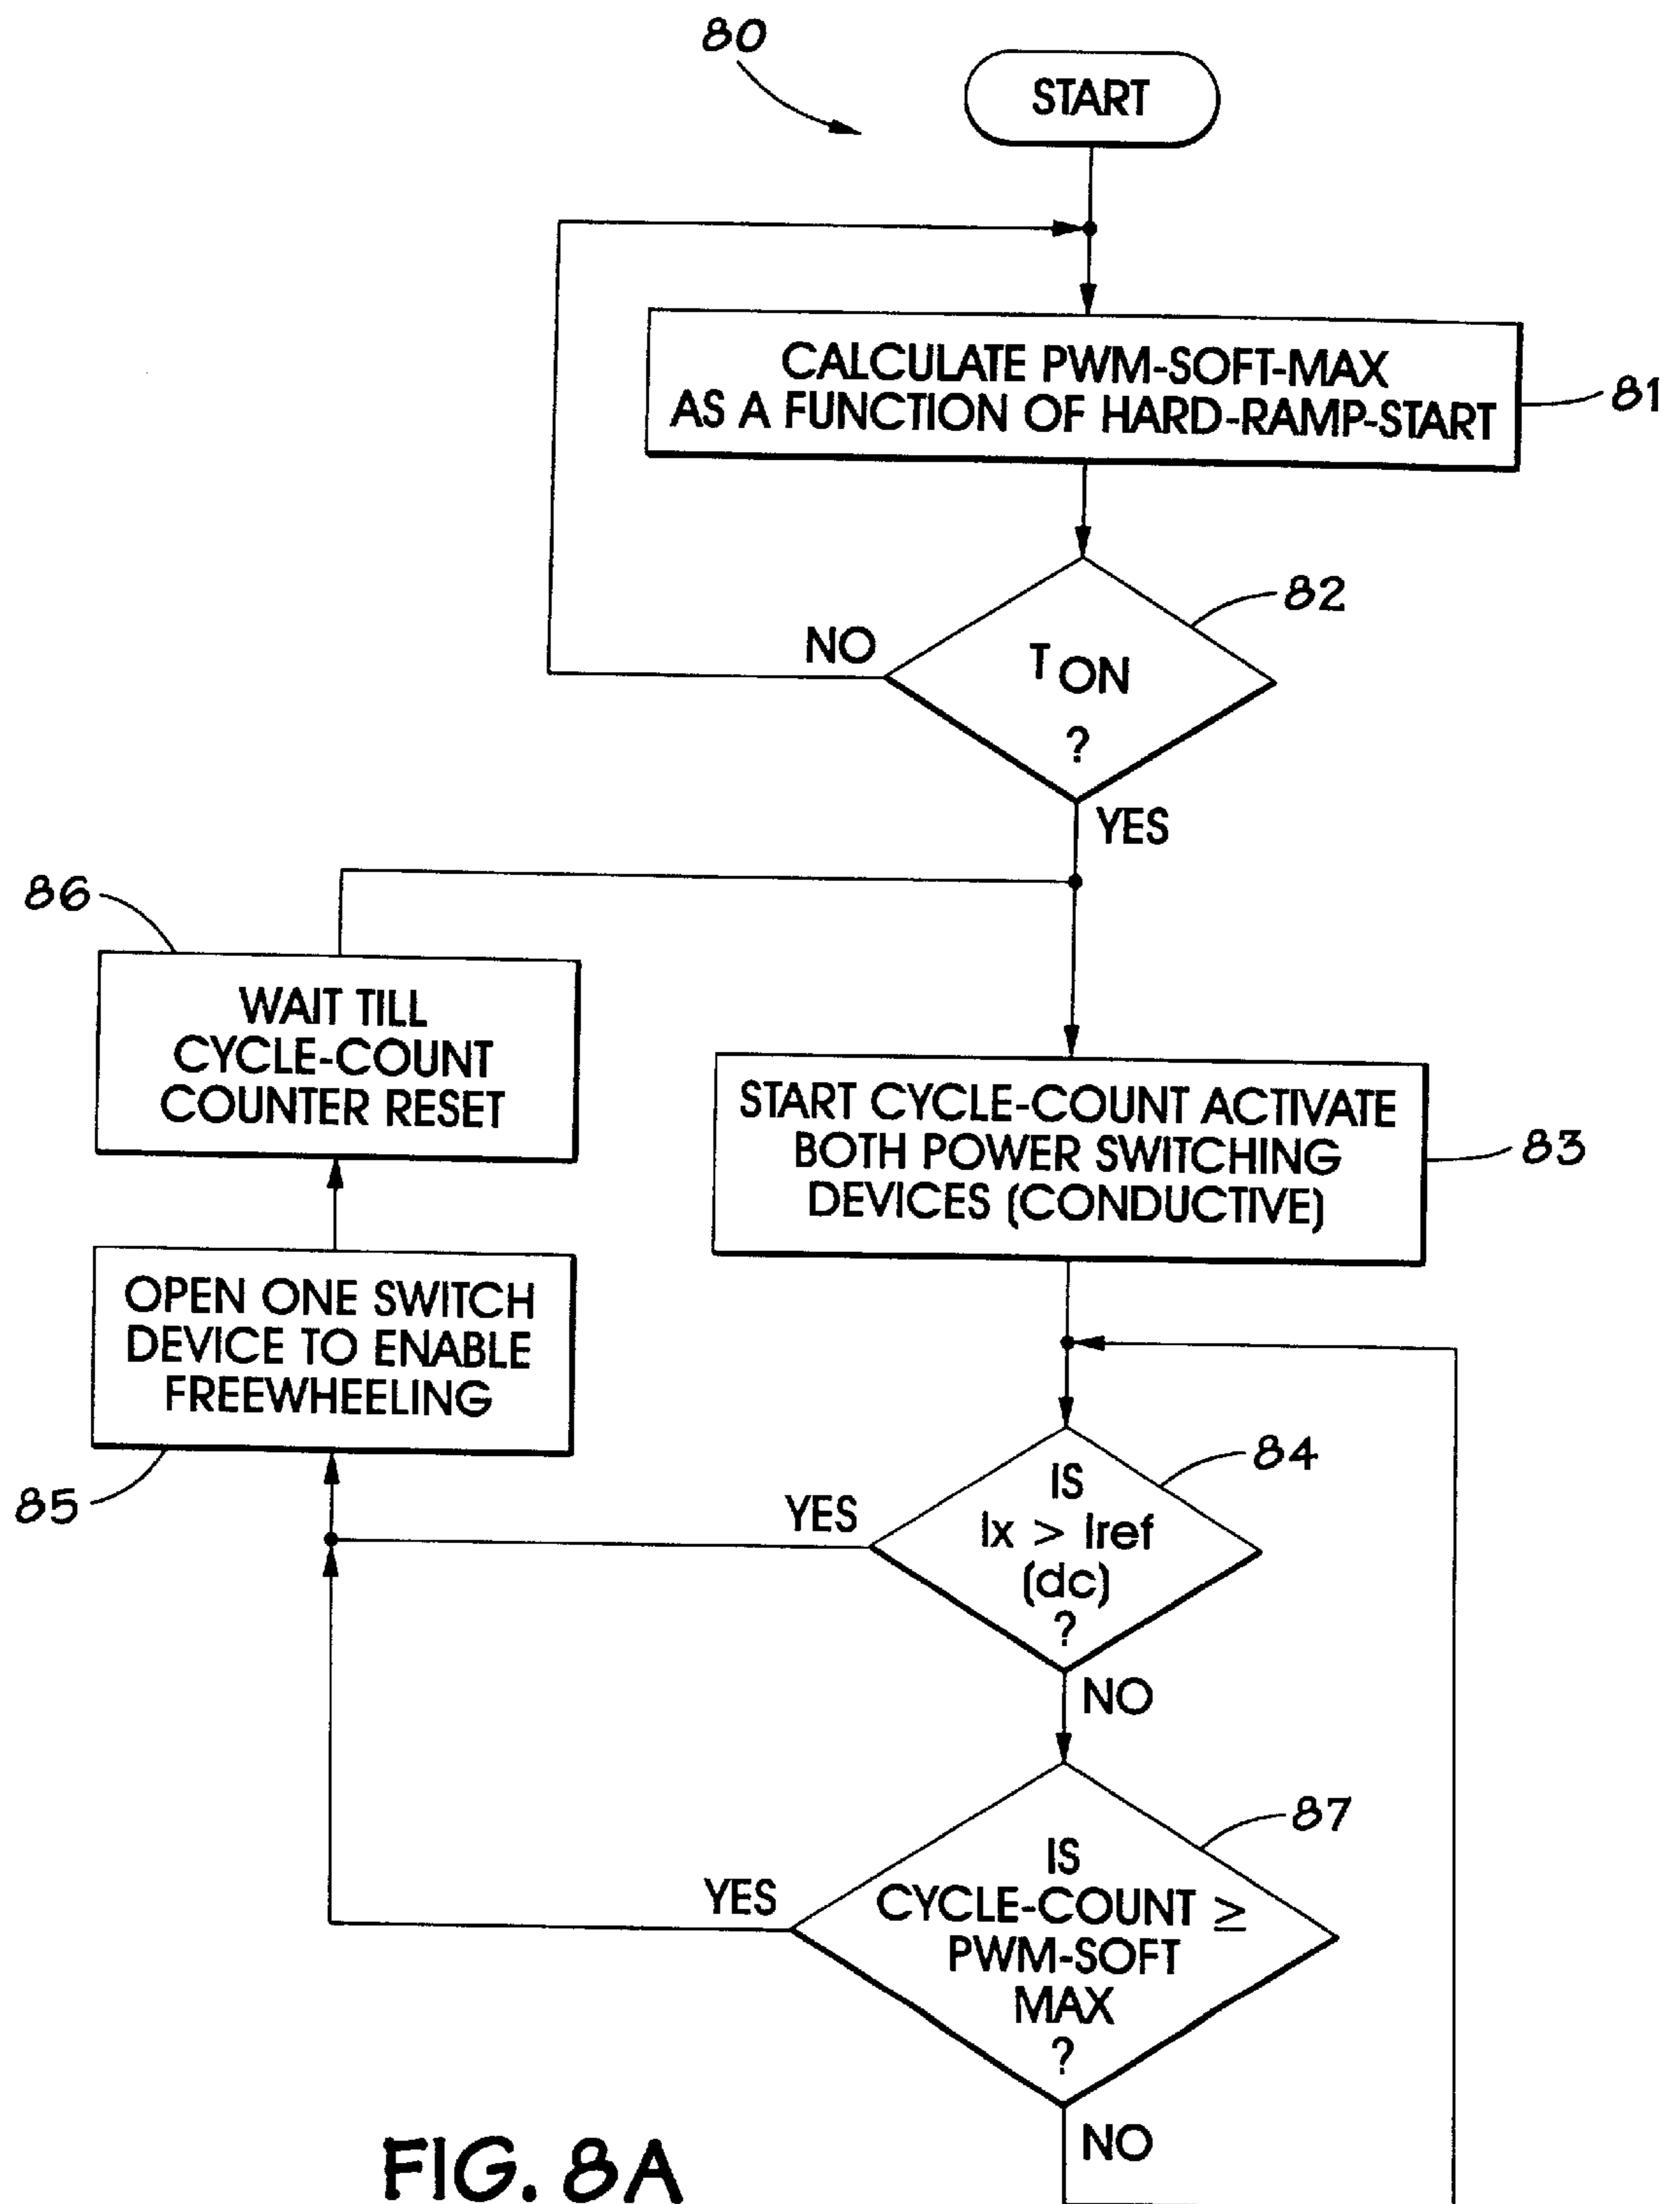 80
START
CALCULATE PWM-SOFT-MAX
AS A FUNCTION OF HARD-RAMP-START
81
82
NO
T ON
?
YES
86
WAIT TILL
CYCLE-COUNT
COUNTER RESET
START CYCLE-COUNT ACTIVATE
BOTH POWER SWITCHING
DEVICES (CONDUCTIVE)
83
OPEN ONE SWITCH
DEVICE TO ENABLE
FREEWHEELING
85
84
YES
IS
Ix > Iref
(dc)
?
NO
87
YES
IS
CYCLE-COUNT ≥
PWM-SOFT
MAX
?
NO
FIG. 8A